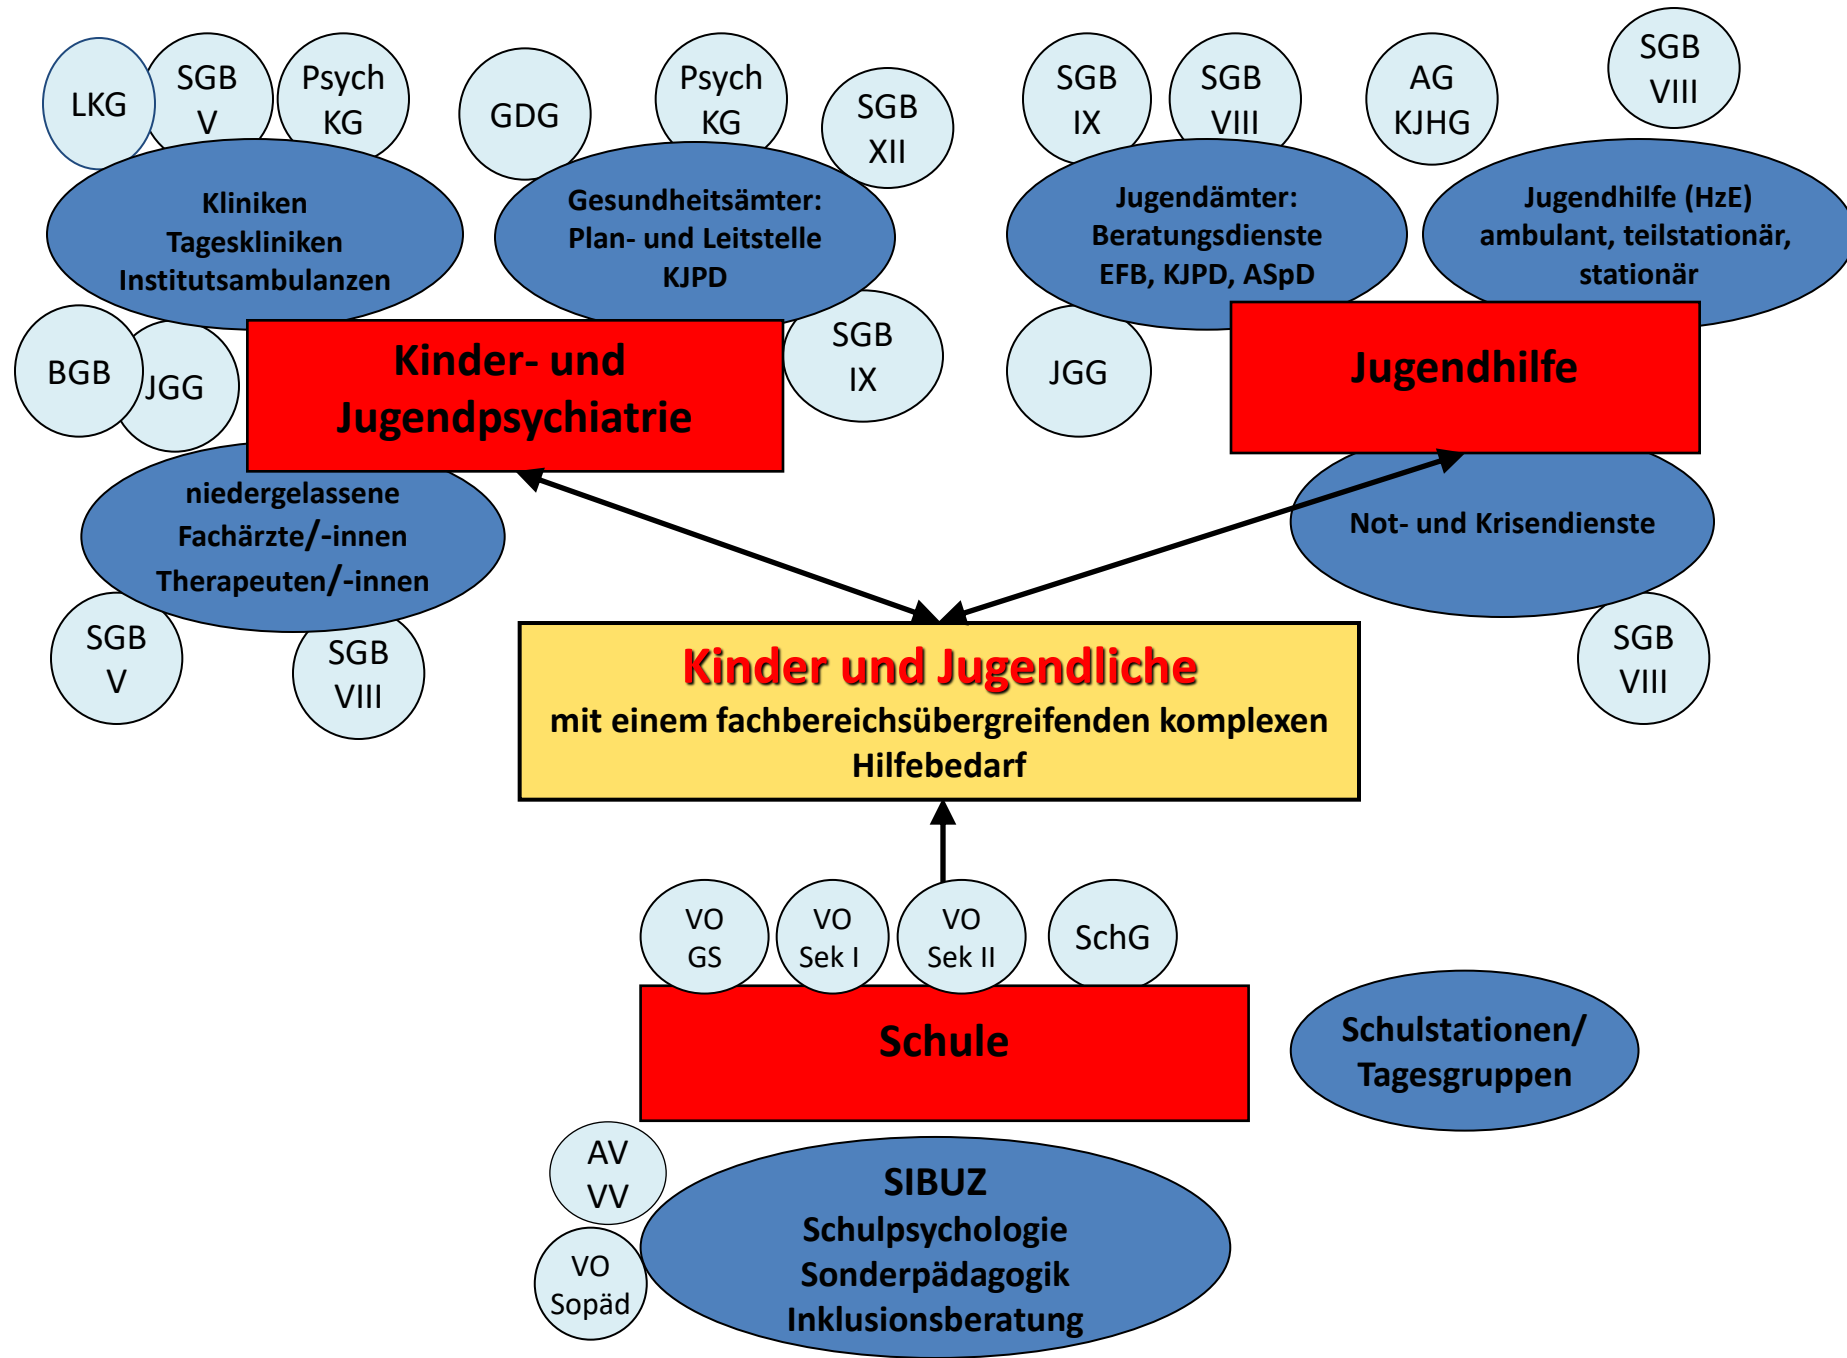 LKG
SGB
V
Psych
KG
GDG
Psych
KG
SGB
XII
SGB
IX
SGB
VIII
AG
KJHG
SGB
VIII
Kliniken
Tageskliniken
Institutsambulanzen
Gesundheitsämter:
Plan- und Leitstelle
KJPD
Jugendämter:
Beratungsdienste
EFB, KJPD, ASpD
Jugendhilfe (HzE)
ambulant, teilstationär,
stationär
BGB
JGG
Kinder- und
Jugendpsychiatrie
SGB
IX
JGG
Jugendhilfe
niedergelassene
Fachärzte/-innen
Therapeuten/-innen
Not- und Krisendienste
SGB
V
SGB
VIII
SGB
VIII
Kinder und Jugendliche
mit einem fachbereichsübergreifenden komplexen
Hilfebedarf
VO
GS
VO
Sek I
VO
Sek II
SchG
Schule
Schulstationen/
Tagesgruppen
AV
VV
VO
Sopäd
SIBUZ
Schulpsychologie
Sonderpädagogik
Inklusionsberatung